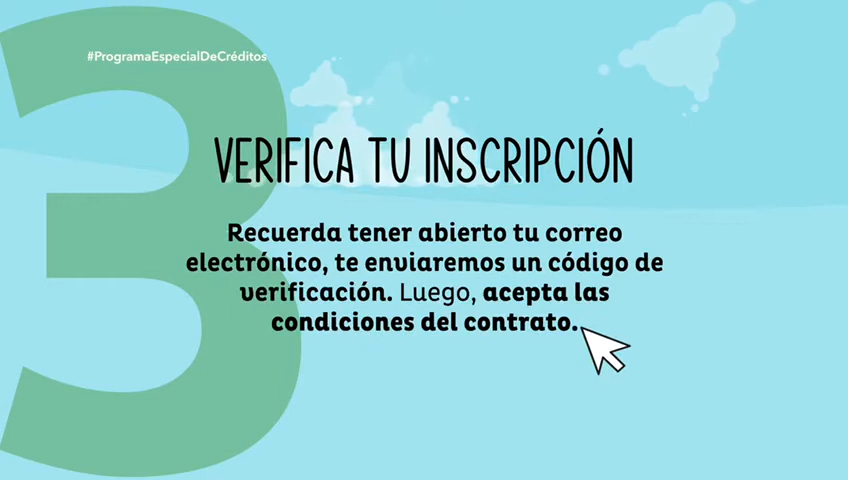 3
#ProgramaEspecialDeCréditos
VERIFICA TU INSCRIPCIÓN
Recuerda tener abierto tu correo
electrónico, te enviaremos un código de
verificación. Luego, acepta las
condiciones del contrato.